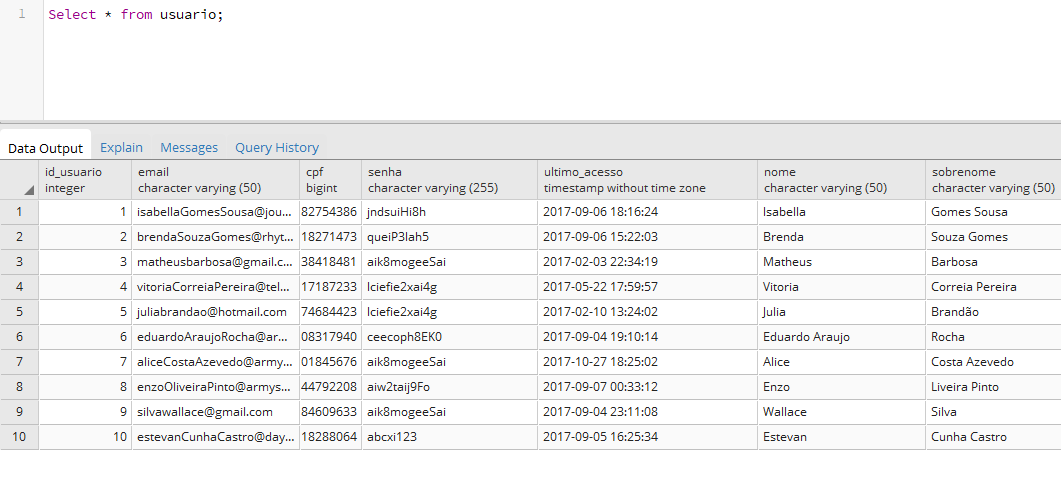 1 Select * from usuario;
Data Output Explain Messages Query History
id_usuario email cpf senha ultimo_acesso nome sobrenome
integer character varying (50) bigint character varying (255) timestamp without time zone character varying (50) character varying (50)
1 1 isabellaGomesSousa@jou... 82754386 jndsuiHi8h 2017-09-06 18:16:24 Isabella Gomes Sousa
2 2 brendaSouzaGomes@rhyt... 18271473 queiP3Iah5 2017-09-06 15:22:03 Brenda Souza Gomes
3 3 matheusbarbosa@gmail.c... 38418481 aik8mogeeSai 2017-02-03 22:34:19 Matheus Barbosa
4 4 vitoriaCorreiaPereira@tel... 17187233 lciefie2xai4g 2017-05-22 17:59:57 Vitoria Correia Pereira
5 5 juliabrandao@hotmail.com 74684423 lciefie2xai4g 2017-02-10 13:24:02 Julia Brandão
6 6 eduardoAraujoRocha@ar... 08317940 ceecoph8EK0 2017-09-04 19:10:14 Eduardo Araujo Rocha
7 7 aliceCostaAzevedo@army... 01845676 aik8mogeeSai 2017-10-27 18:25:02 Alice Costa Azevedo
8 8 enzoOliveiraPinto@armys... 44792208 aiw2taij9Fo 2017-09-07 00:33:12 Enzo Liveira Pinto
9 9 silvawallace@gmail.com 84609633 aik8mogeeSai 2017-09-04 23:11:08 Wallace Silva
10 10 estevanCunhaCastro@day... 18288064 abcxi123 2017-09-05 16:25:34 Estevan Cunha Castro